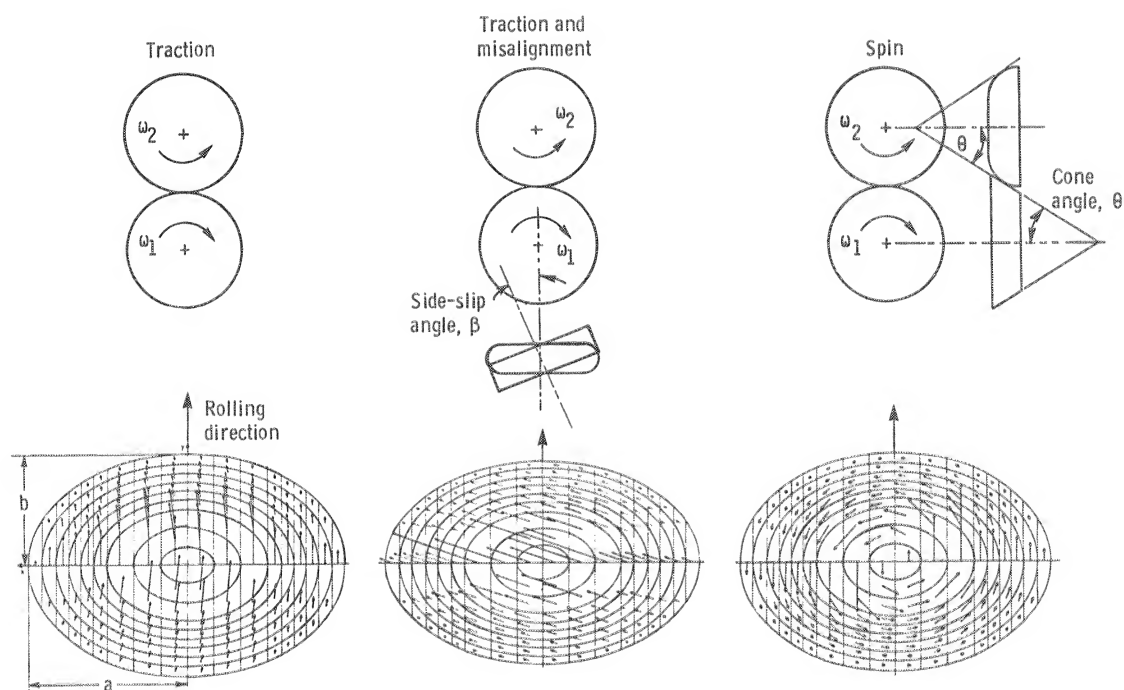 Traction
ω2
ω1
Traction and
misalignment
ω2
ω1
Side-slip
angle, β
Spin
ω2
ω1
θ
Cone
angle, θ
Rolling
direction
b
a